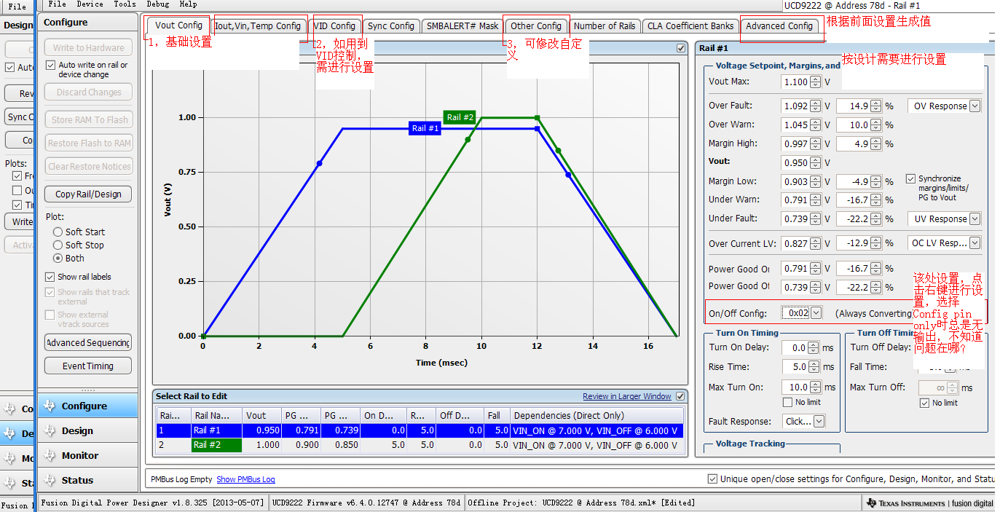 File
Design
Auto
Rev
Sync C
Co
Plots:
Write
Activ
Co
De
Mo
Sta
Fusion D
File Device Tools Debug Help
UCD9222 @ Address 78d - Rail #1
Configure
Write to Hardware
Auto write on rail or
device change
Discard Changes
Store RAM To Flash
Restore Flash to RAM
Clear Restore Notices
Copy Rail/Design
Plot:
Soft Start
Soft Stop
Both
Show rail labels
Show rails that track
external
Show external
vtrack sources
Advanced Sequencing
Event Timing
Configure
Design
Monitor
Status
Vout Config
Iout,Vin,Temp Config
VID Config
Sync Config
SMBALERT# Mask
Other Config
Number of Rails
CLA Coefficient Banks
Advanced Config
根据前面设置生成值
1，基础设置
2，如用到
VID控制，
需进行设置
3，可修改自定
义
Vout (V)
1.00
0.75
0.50
0.25
0.00
Rail #1
Rail #2
0 2 4 6 8 10 12 14 16
Time (msec)
Select Rail to Edit
Review in Larger Window
Rai... Rail Na... Vout PG ... PG ... On D... R... Off D... Fall Dependencies (Direct Only)
1 Rail #1 0.950 0.791 0.739 0.0 5.0 0.0 5.0 VIN_ON @ 7.000 V, VIN_OFF @ 6.000 V
2 Rail #2 1.000 0.900 0.850 5.0 5.0 0.0 5.0 VIN_ON @ 7.000 V, VIN_OFF @ 6.000 V
Rail #1
Voltage Setpoint, Margins, and
按设计需要进行设置
Vout Max: 1.100 V
Over Fault: 1.092 V 14.9 % OV Response
Over Warn: 1.045 V 10.0 %
Margin High: 0.997 V 4.9 %
Vout: 0.950 V
Margin Low: 0.903 V -4.9 %
Synchronize
margins/limits/
PG to Vout
Under Warn: 0.791 V -16.7 %
Under Fault: 0.739 V -22.2 % UV Response
Over Current LV: 0.827 V -12.9 % OC LV Resp...
Power Good On 0.791 V -16.7 %
Power Good Of 0.739 V -22.2 %
On/Off Config: 0x02 (Always Converting
该处设置，点
击右键进行设
置，选择
Config pin
only时总是无
输出，不知道
问题在哪？
Turn On Timing
Turn On Delay: 0.0 ms
Rise Time: 5.0 ms
Max Turn On: 10.0 ms
No limit
Fault Response: Click...
Turn Off Timin
Turn Off Delay:
Fall Time: ms
Max Turn Off: ∞ ms
No limit
Voltage Tracking
PMBus Log Empty Show PMBus Log
Unique open/close settings for Configure, Design, Monitor, and Statu
Fusion Digital Power Designer v1.8.325 [2013-05-07]
UCD9222 Firmware v6.4.0.12747 @ Address 78d
Offline Project: UCD9222 @ Address 78d.xml* [Edited]
TEXAS INSTRUMENTS | fusion digital